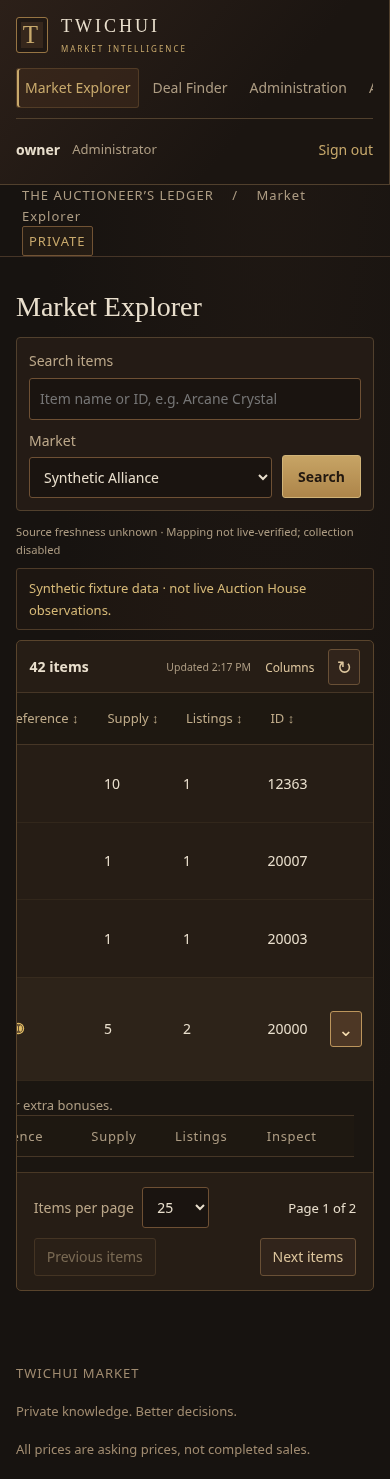 T
TWICHUI
MARKET INTELLIGENCE
Market Explorer Deal Finder Administration
owner Administrator Sign out
THE AUCTIONEER'S LEDGER / Market
Explorer
PRIVATE
Market Explorer
Search items
Item name or ID, e.g. Arcane Crystal
Market
Synthetic Alliance Search
Source freshness unknown · Mapping not live-verified; collection
disabled
Synthetic fixture data · not live Auction House
observations.
42 items Updated 2:17 PM Columns ↻
eference ↕ Supply ↕ Listings ↕ ID ↕
10 1 12363
1 1 20007
1 1 20003
5 2 20000
r extra bonuses.
ence Supply Listings Inspect
Items per page 25 Page 1 of 2
Previous items Next items
TWICHUI MARKET
Private knowledge. Better decisions.
All prices are asking prices, not completed sales.